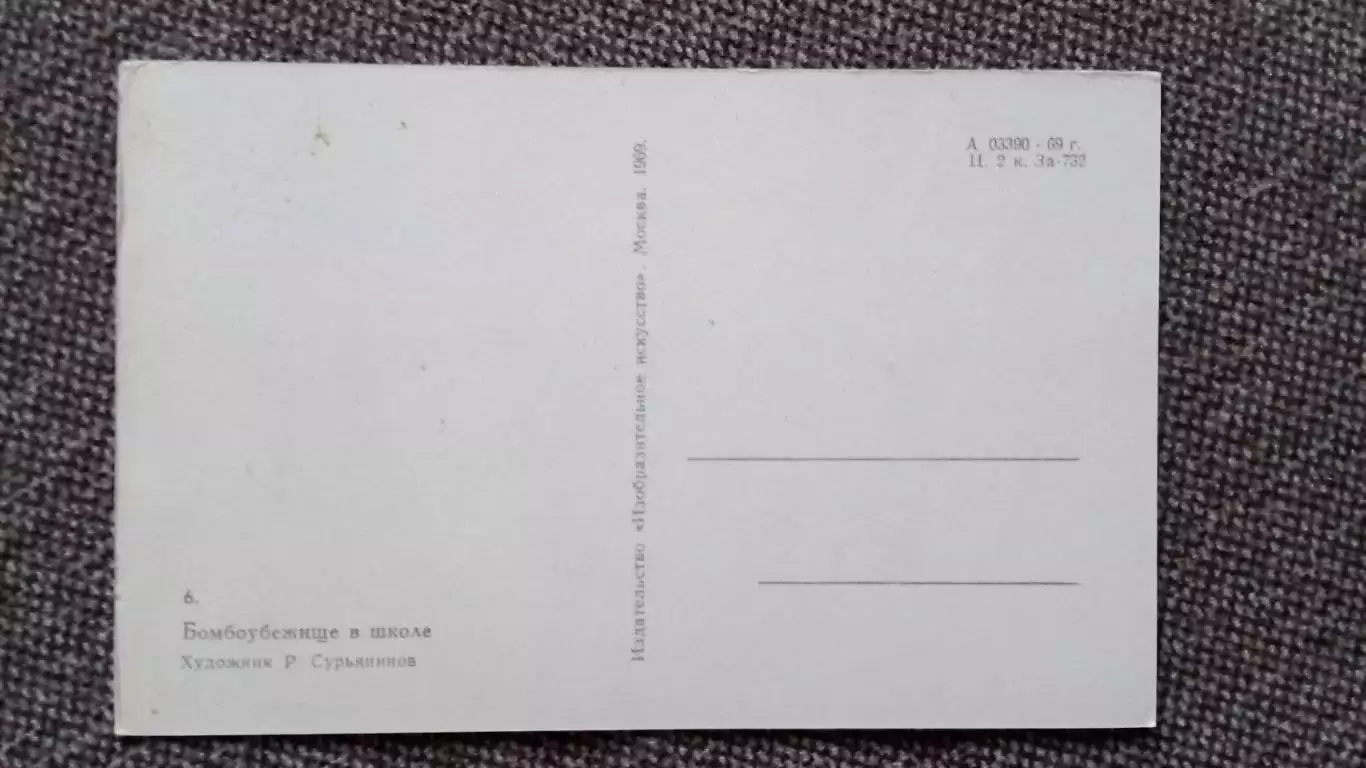 А 03390 - 69 г.
Ц. 2 к. За-732
Издательство «Изобразительное искусство». Москва. 1969.
6.
Бомбоубежище в школе
Художник Р Сурьянинов